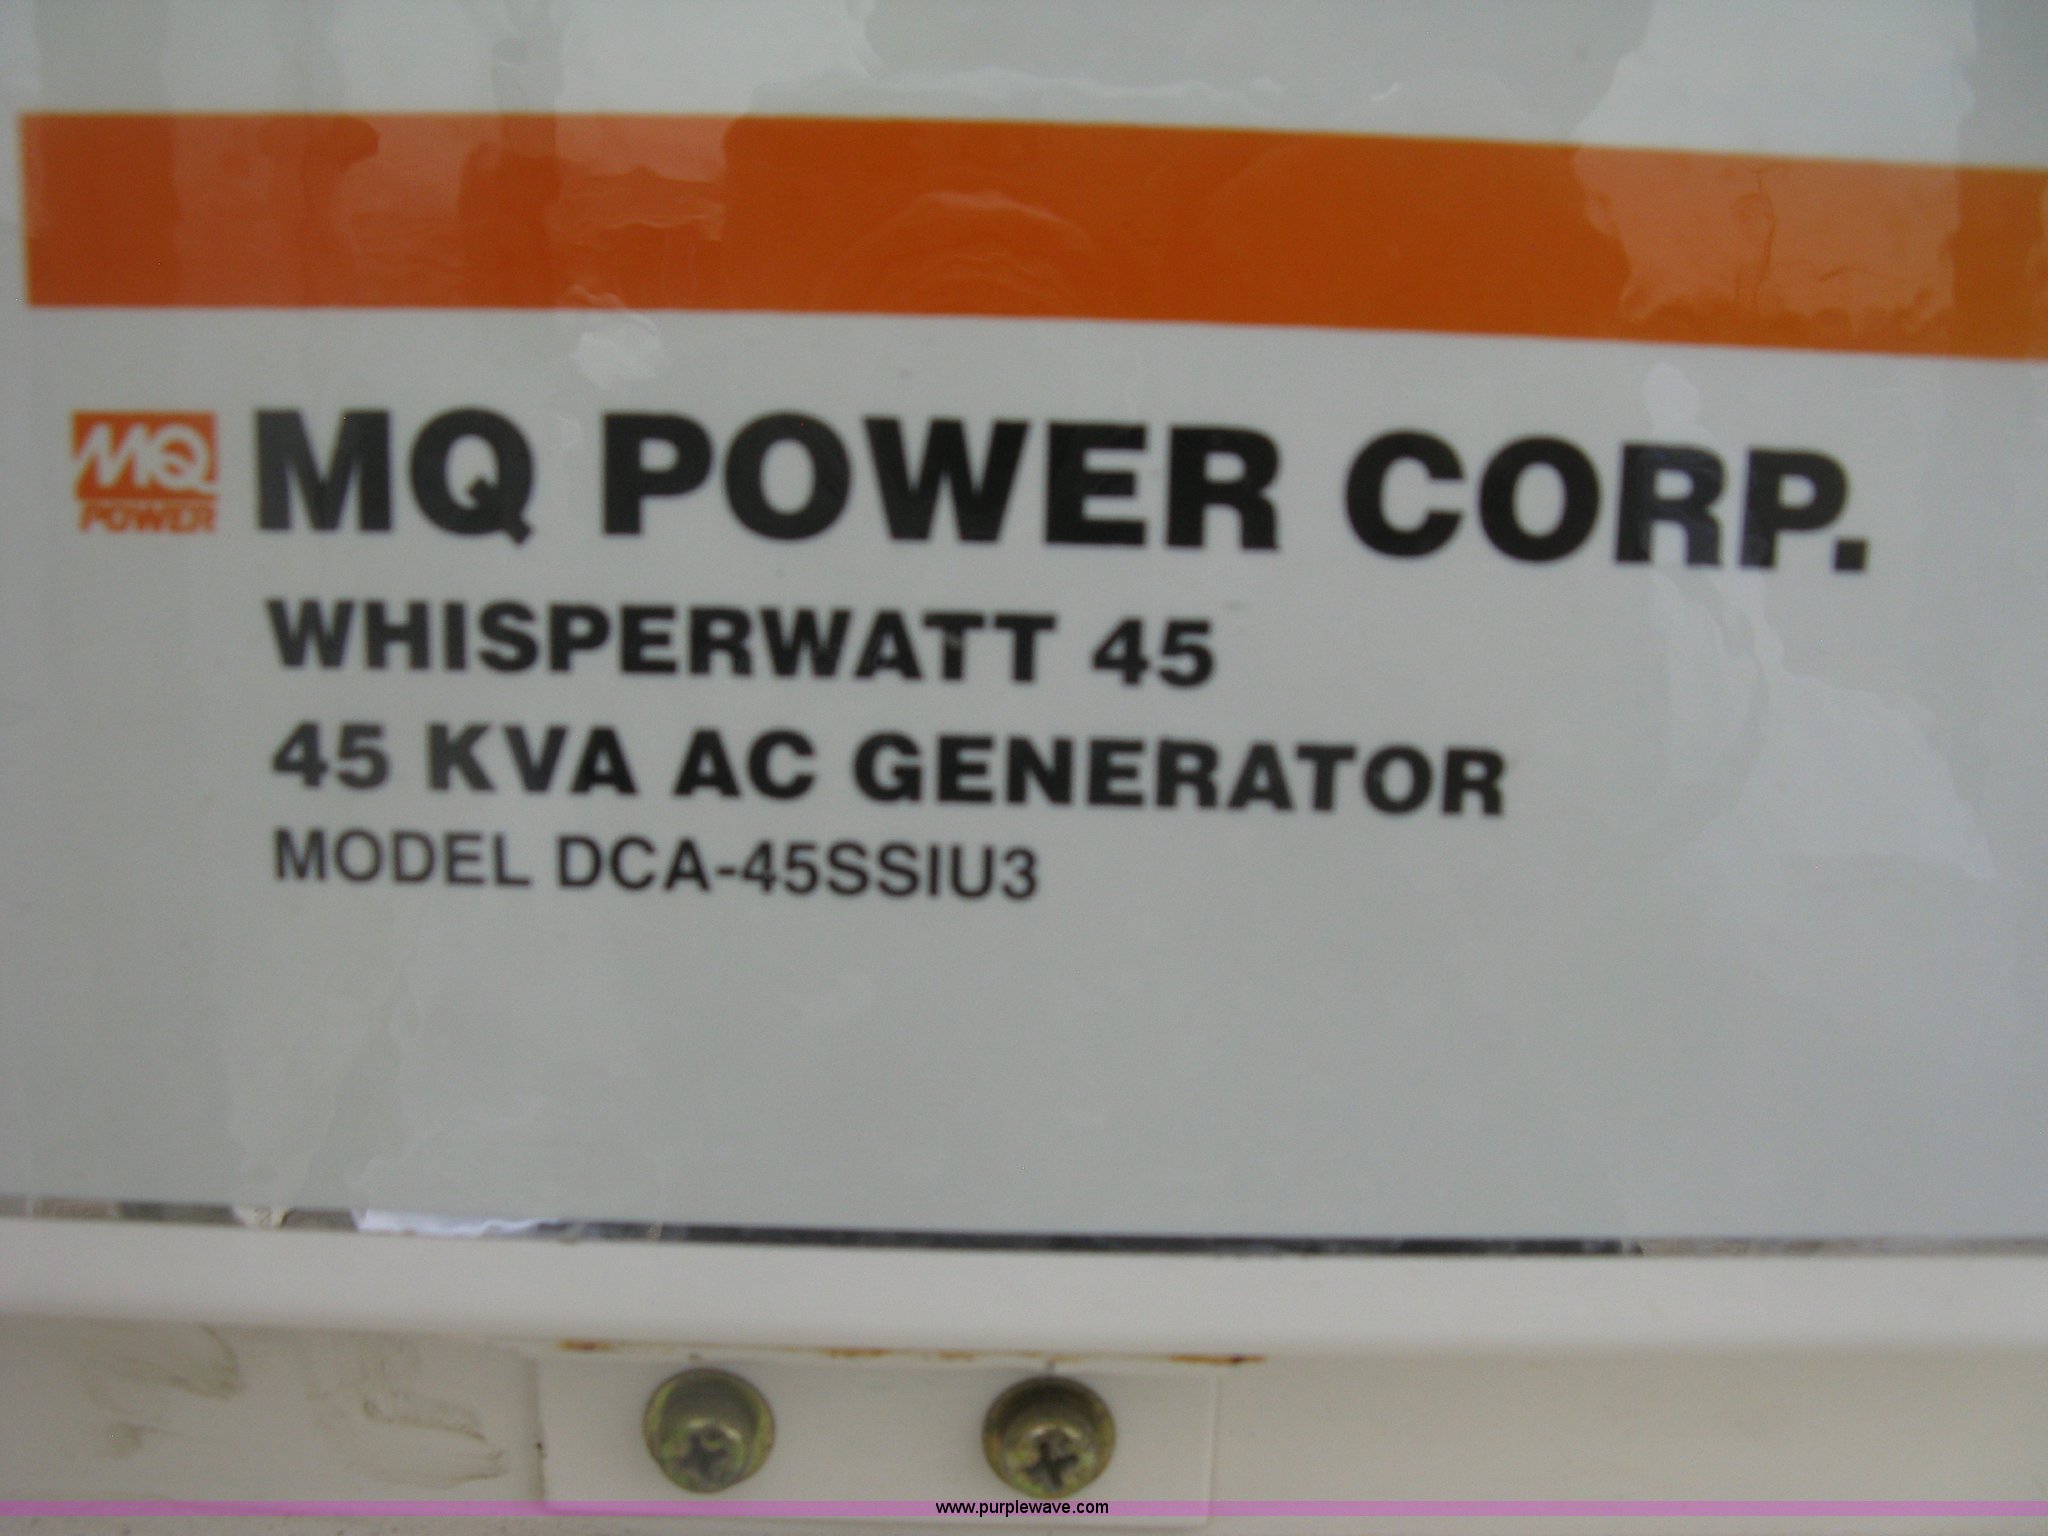 MQ POWER CORP.
MQ
POWER
WHISPERWATT 45
45 KVA AC GENERATOR
MODEL DCA-45SSIU3
www.purplewave.com